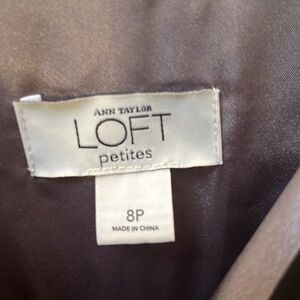 ANN TAYLOR
LOFT
petites
8P
MADE IN CHINA